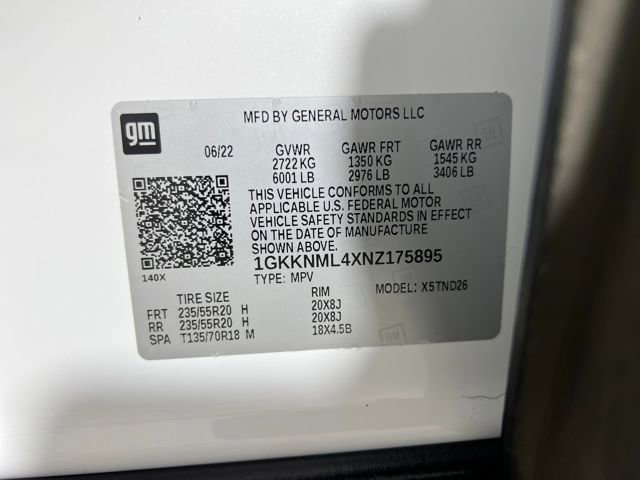 gm
MFD BY GENERAL MOTORS LLC
06/22 GVWR GAWR FRT GAWR RR
2722 KG 1350 KG 1545 KG
6001 LB 2976 LB 3406 LB
THIS VEHICLE CONFORMS TO ALL
APPLICABLE U.S. FEDERAL MOTOR
VEHICLE SAFETY STANDARDS IN EFFECT
ON THE DATE OF MANUFACTURE
SHOWN ABOVE.
140X
1GKKNML4XNZ175895
TYPE: MPV MODEL: X5TND26
TIRE SIZE RIM
FRT 235/55R20 H 20X8J
RR 235/55R20 H 20X8J
SPA T135/70R18 M 18X4.5B